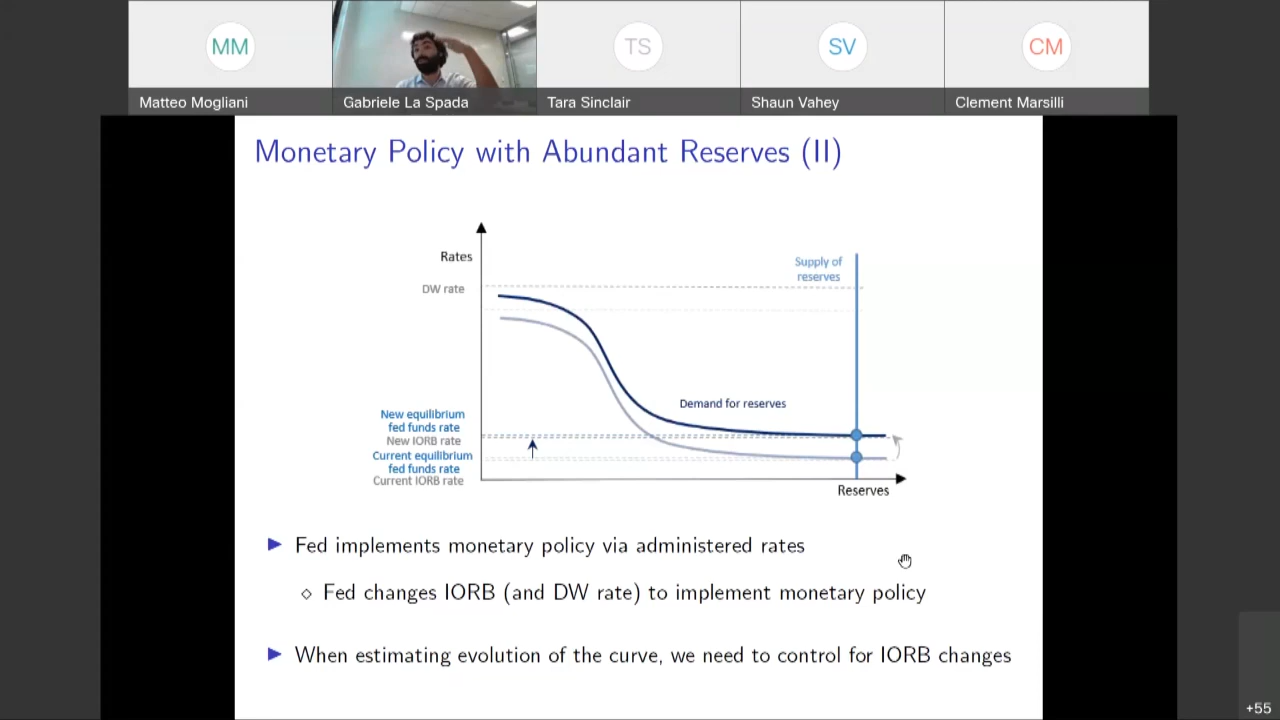 MM
TS
SV
CM
Matteo Mogliani
Gabriele La Spada
Tara Sinclair
Shaun Vahey
Clement Marsilli
Monetary Policy with Abundant Reserves (II)
Rates
Supply of
reserves
DW rate
Demand for reserves
New equilibrium
fed funds rate
New IORB rate
Current equilibrium
fed funds rate
Current IORB rate
Reserves
Fed implements monetary policy via administered rates
Fed changes IORB (and DW rate) to implement monetary policy
When estimating evolution of the curve, we need to control for IORB changes
+55